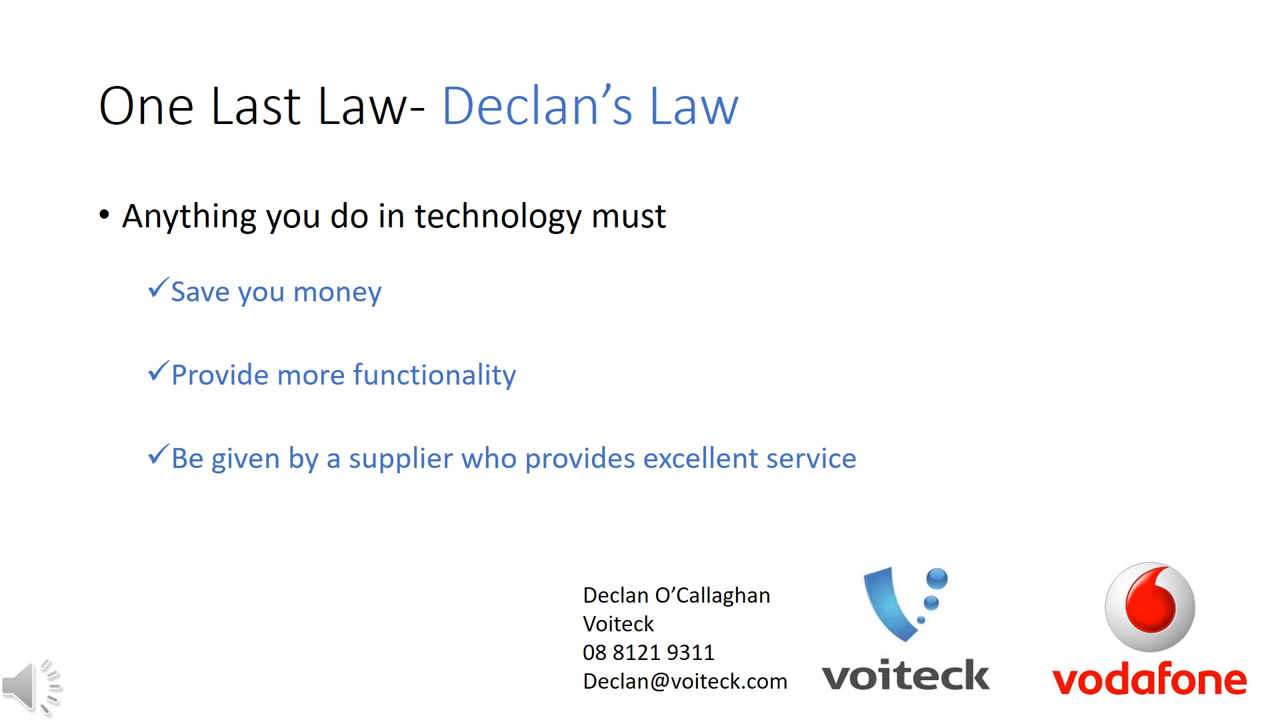 One Last Law- Declan’s Law
• Anything you do in technology must
✓Save you money
✓Provide more functionality
✓Be given by a supplier who provides excellent service
Declan O’Callaghan
Voiteck
08 8121 9311
Declan@voiteck.com
voiteck
vodafone